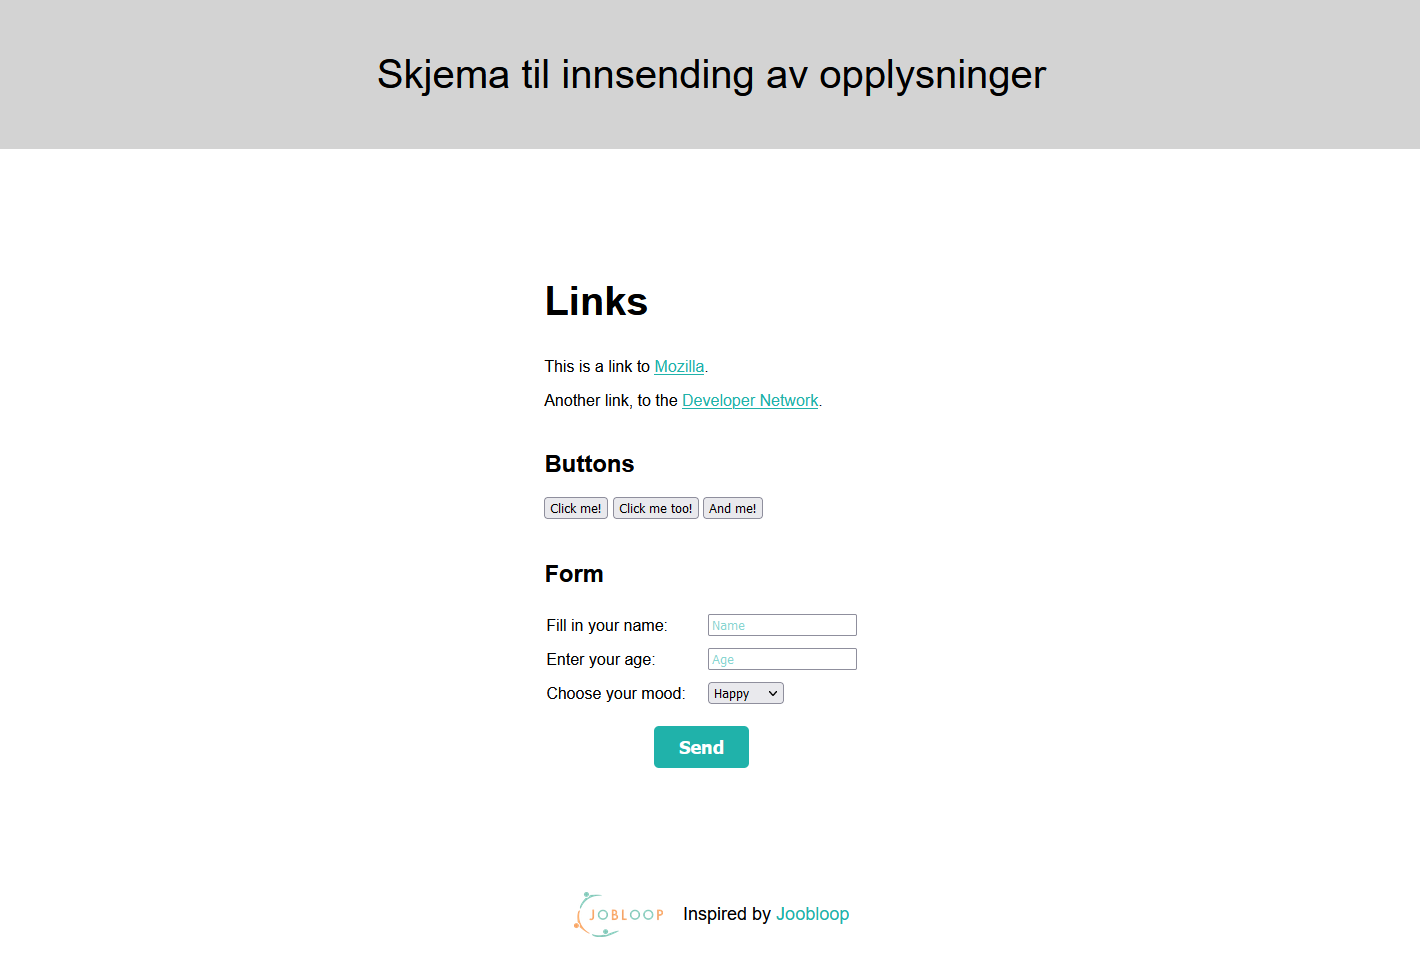 Skjema til innsending av opplysninger
Links
This is a link to Mozilla.
Another link, to the Developer Network.
Buttons
Click me! Click me too! And me!
Form
Fill in your name: Name
Enter your age: Age
Choose your mood: Happy
Send
JOBLOOP Inspired by Joobloop